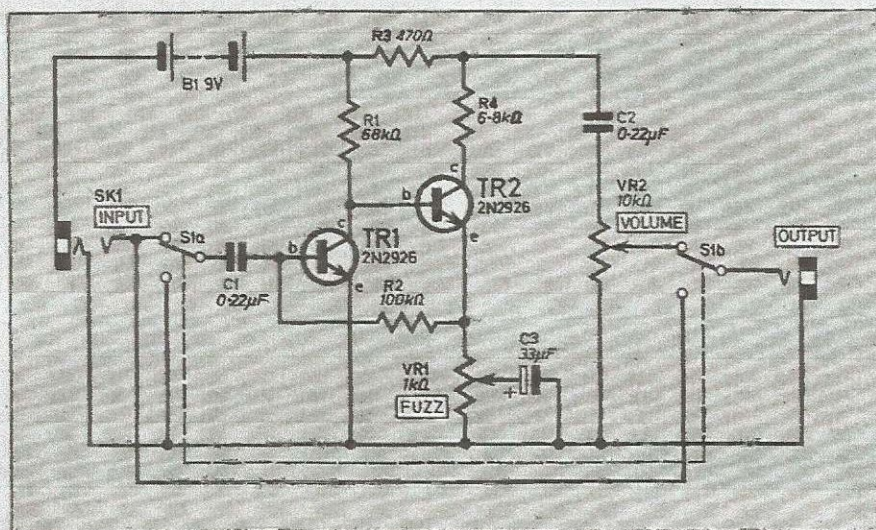 R3 470Ω
B1 9V
R1
68kΩ
R4
6·8kΩ
C2
0·22µF
c
b
TR2
2N2926
e
SK1
INPUT
S1a
C1
0·22µF
c
b
TR1
2N2926
e
R2
100kΩ
VR2
10kΩ
VOLUME
S1b
OUTPUT
VR1
1kΩ
FUZZ
C3
33µF
+